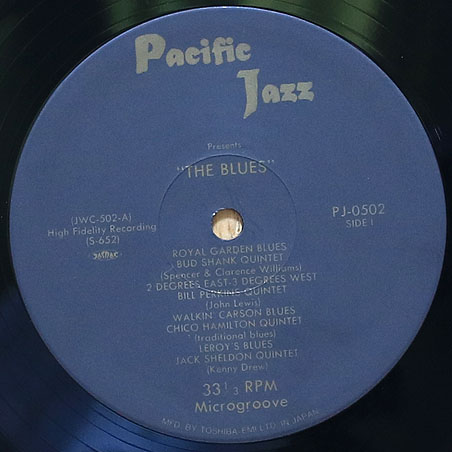 Pacific
Jazz
Presents
"THE BLUES"
(JWC-502-A)
High Fidelity Recording
(S-652)
JASRAC
PJ-0502
SIDE 1
ROYAL GARDEN BLUES
BUD SHANK QUINTET
(Spencer & Clarence Williams)
2 DEGREES EAST-3 DEGREES WEST
BILL PERKINS QUINTET
(John Lewis)
WALKIN' CARSON BLUES
CHICO HAMILTON QUINTET
(traditional blues)
LEROY'S BLUES
JACK SHELDON QUINTET
(Kenny Drew)
33 1/3 RPM
Microgroove
MFD. BY TOSHIBA-EMI LTD. IN JAPAN